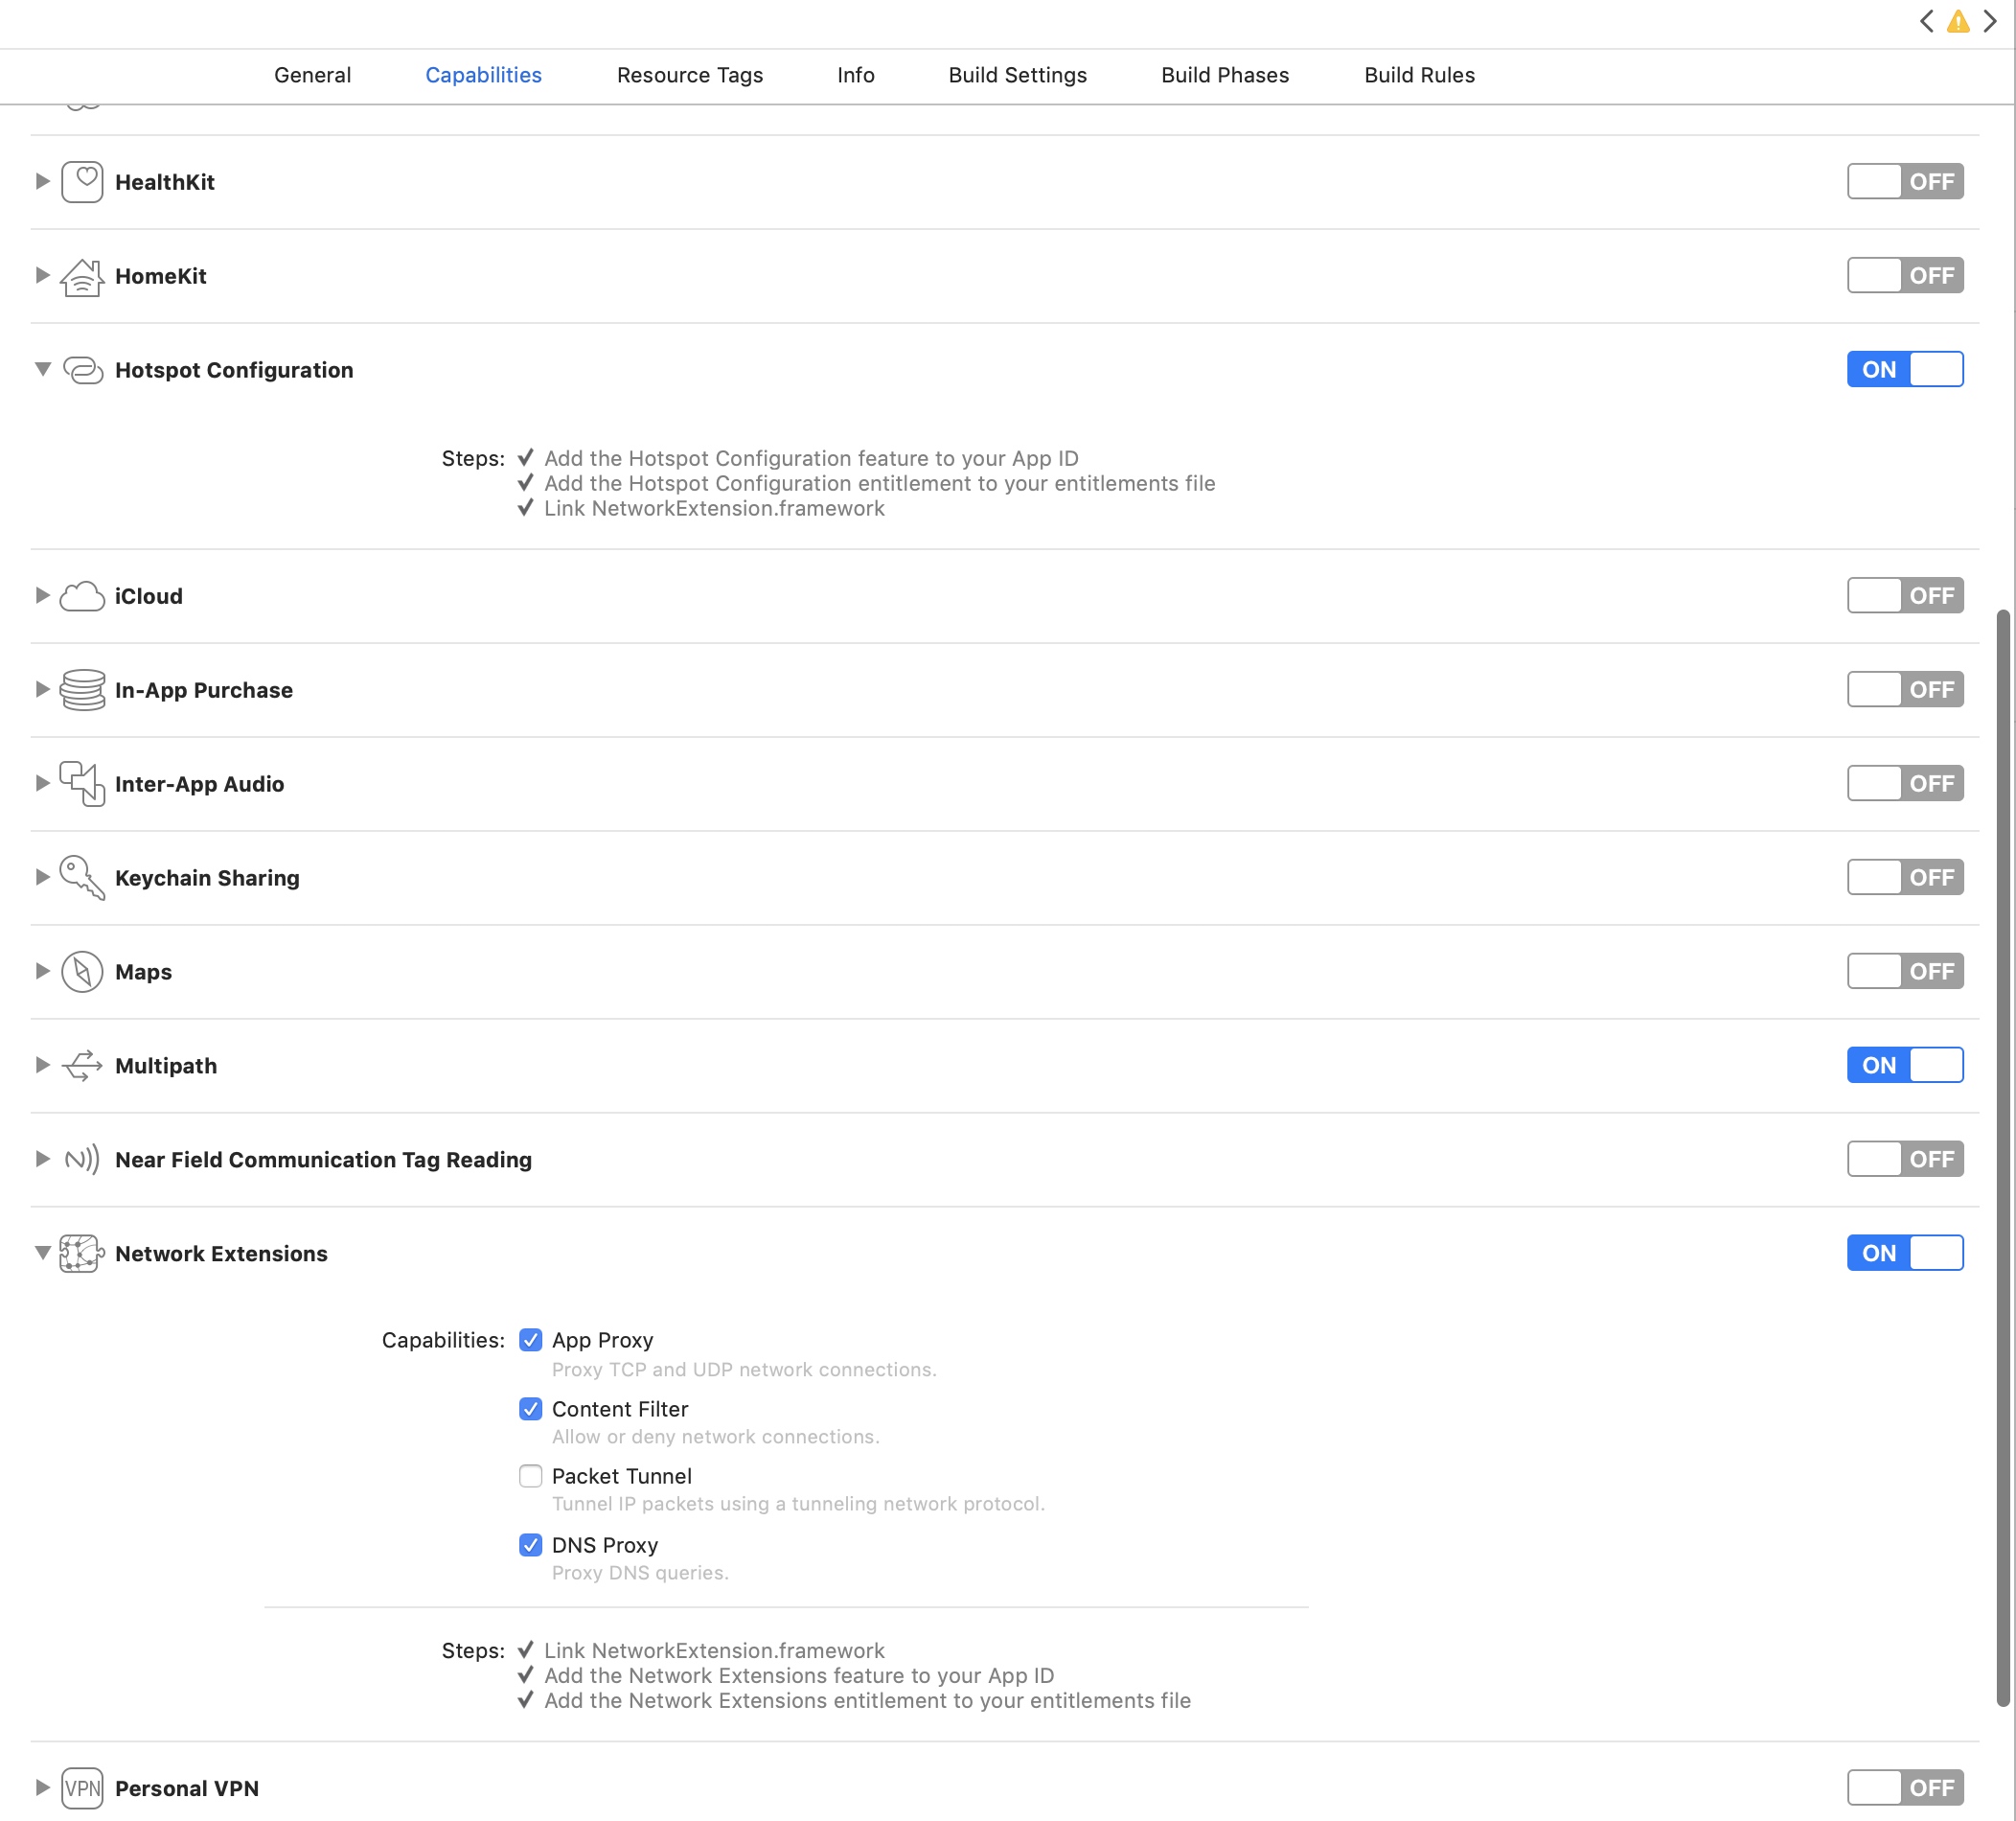 General Capabilities Resource Tags Info Build Settings Build Phases Build Rules
HealthKit OFF
HomeKit OFF
Hotspot Configuration ON
Steps: ✓ Add the Hotspot Configuration feature to your App ID
✓ Add the Hotspot Configuration entitlement to your entitlements file
✓ Link NetworkExtension.framework
iCloud OFF
In-App Purchase OFF
Inter-App Audio OFF
Keychain Sharing OFF
Maps OFF
Multipath ON
Near Field Communication Tag Reading OFF
Network Extensions ON
Capabilities: App Proxy
Proxy TCP and UDP network connections.
Content Filter
Allow or deny network connections.
Packet Tunnel
Tunnel IP packets using a tunneling network protocol.
DNS Proxy
Proxy DNS queries.
Steps: ✓ Link NetworkExtension.framework
✓ Add the Network Extensions feature to your App ID
✓ Add the Network Extensions entitlement to your entitlements file
VPN Personal VPN OFF